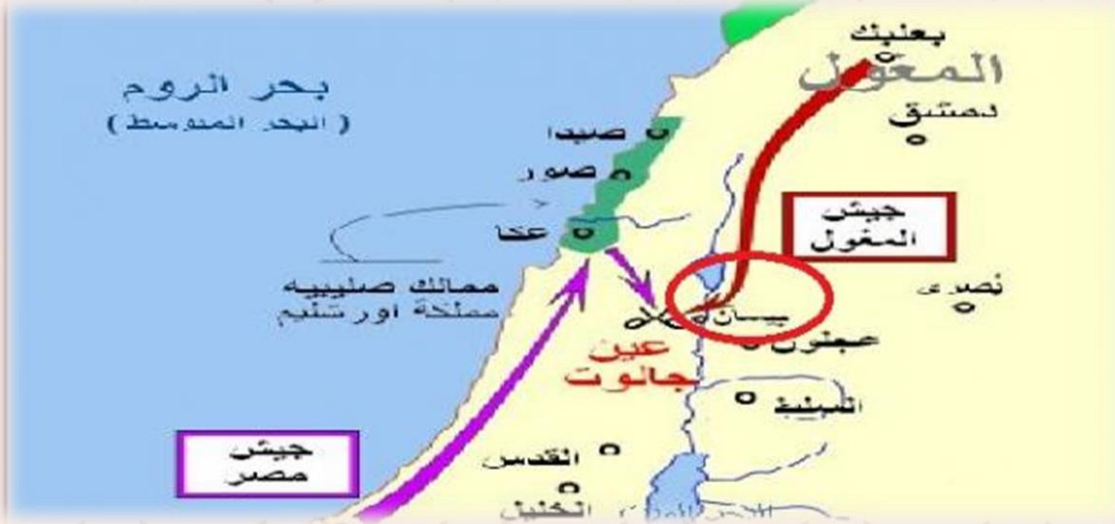 بعلبك
المغول
دمشق
بحر الروم
(البحر المتوسط)
صيدا
صور
عكا
جيش
المغول
ممالك صليبيه
مملكة اورشليم
بيسان
عجلون
عين
جالوت
السلط
جيش
مصر
القدس
الخليل